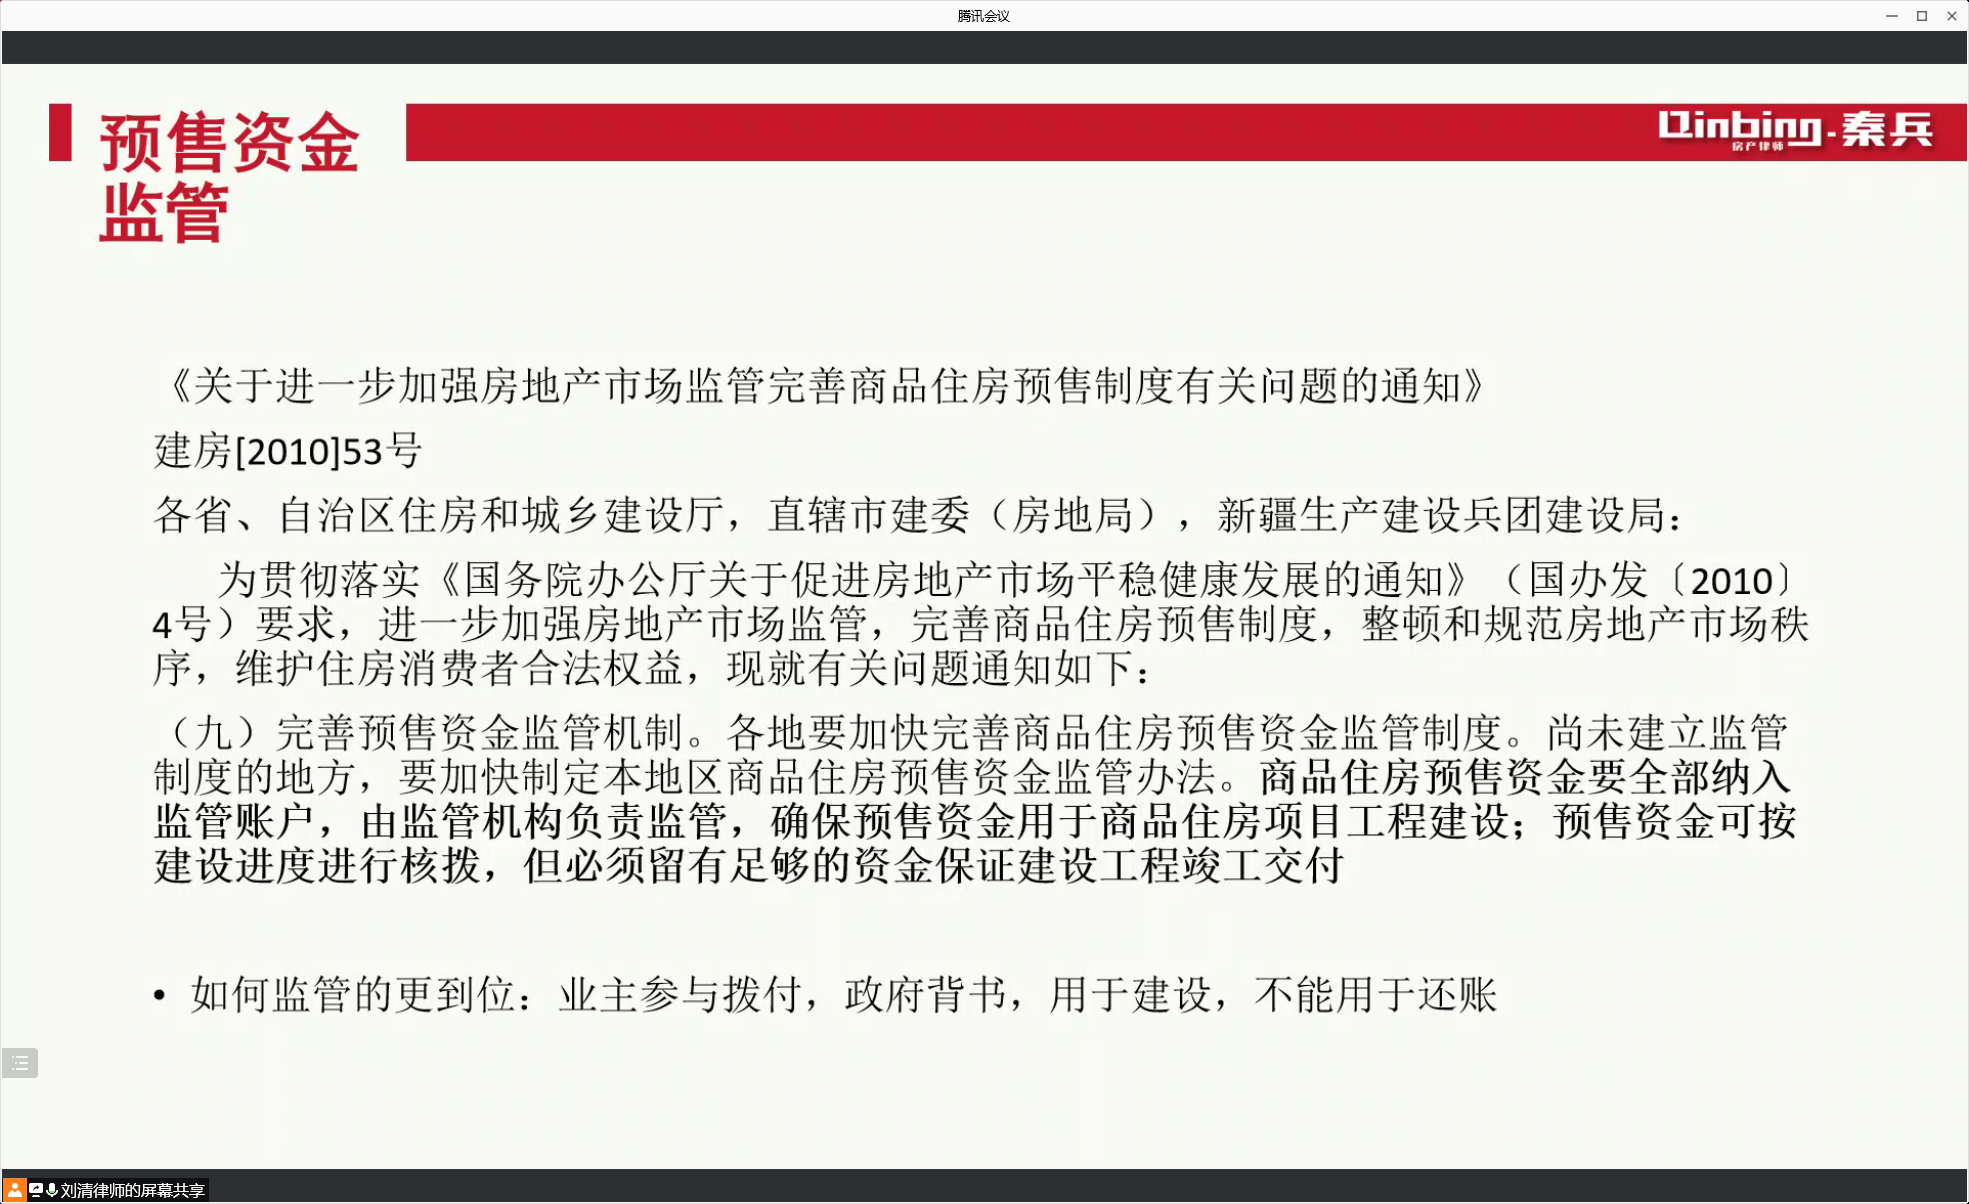 腾讯会议
预售资金
监管
Qinbing-秦兵
房产律师
《关于进一步加强房地产市场监管完善商品住房预售制度有关问题的通知》
建房[2010]53号
各省、自治区住房和城乡建设厅，直辖市建委（房地局），新疆生产建设兵团建设局：
为贯彻落实《国务院办公厅关于促进房地产市场平稳健康发展的通知》（国办发〔2010〕
4号）要求，进一步加强房地产市场监管，完善商品住房预售制度，整顿和规范房地产市场秩
序，维护住房消费者合法权益，现就有关问题通知如下：
（九）完善预售资金监管机制。各地要加快完善商品住房预售资金监管制度。尚未建立监管
制度的地方，要加快制定本地区商品住房预售资金监管办法。商品住房预售资金要全部纳入
监管账户，由监管机构负责监管，确保预售资金用于商品住房项目工程建设；预售资金可按
建设进度进行核拨，但必须留有足够的资金保证建设工程竣工交付
• 如何监管的更到位：业主参与拨付，政府背书，用于建设，不能用于还账
刘清律师的屏幕共享